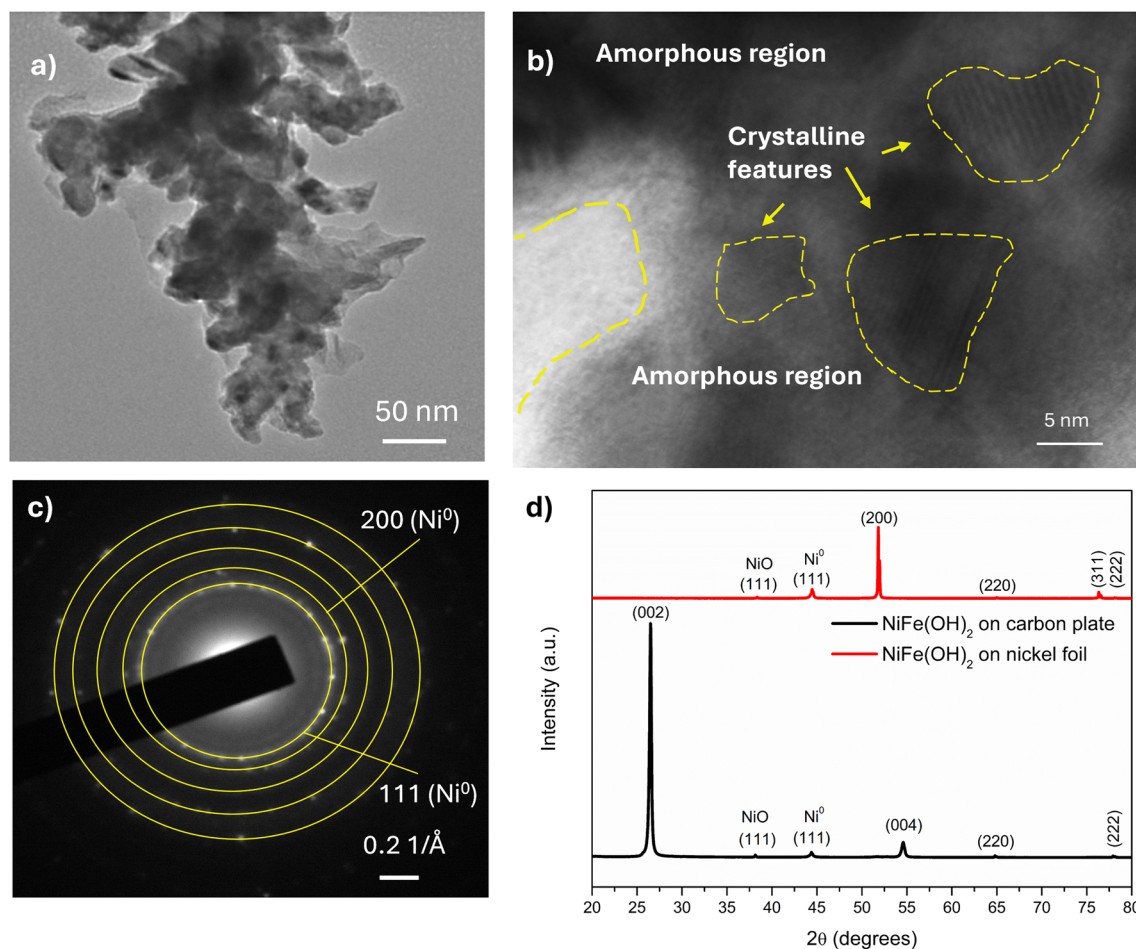 a)
50 nm
b)
Amorphous region
Crystalline
features
Amorphous region
5 nm
c)
200 (Ni⁰)
111 (Ni⁰)
0.2 1/Å
d)
(200)
NiO
(111)
Ni⁰
(111)
(220)
(311)
(222)
(002)
NiFe(OH)₂ on carbon plate
NiFe(OH)₂ on nickel foil
NiO
(111)
Ni⁰
(111)
(004)
(220)
(222)
Intensity (a.u.)
20 25 30 35 40 45 50 55 60 65 70 75 80
2θ (degrees)